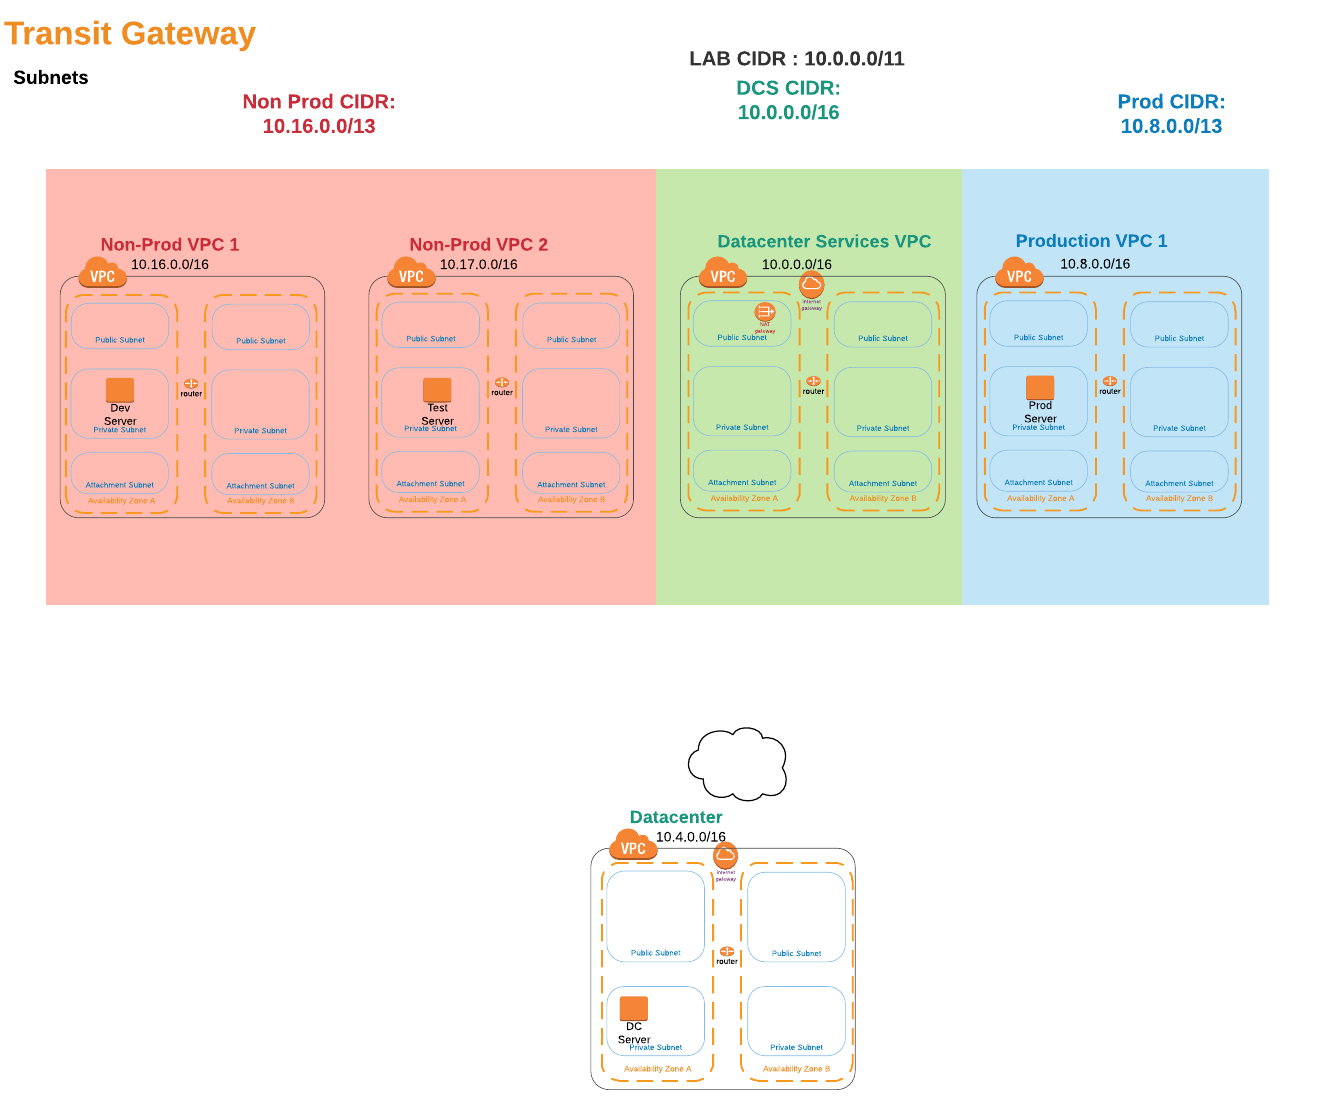 Transit Gateway
Subnets
LAB CIDR : 10.0.0.0/11
Non Prod CIDR:
10.16.0.0/13
DCS CIDR:
10.0.0.0/16
Prod CIDR:
10.8.0.0/13
Non-Prod VPC 1
10.16.0.0/16
VPC
Public Subnet
Public Subnet
router
Dev
Server
Private Subnet
Private Subnet
Attachment Subnet
Attachment Subnet
Availability Zone A
Availability Zone B
Non-Prod VPC 2
10.17.0.0/16
VPC
Public Subnet
Public Subnet
router
Test
Server
Private Subnet
Private Subnet
Attachment Subnet
Attachment Subnet
Availability Zone A
Availability Zone B
Datacenter Services VPC
10.0.0.0/16
VPC
internet
gateway
NAT
gateway
Public Subnet
Public Subnet
router
Private Subnet
Private Subnet
Attachment Subnet
Attachment Subnet
Availability Zone A
Availability Zone B
Production VPC 1
10.8.0.0/16
VPC
Public Subnet
Public Subnet
router
Prod
Server
Private Subnet
Private Subnet
Attachment Subnet
Attachment Subnet
Availability Zone A
Availability Zone B
Datacenter
10.4.0.0/16
VPC
internet
gateway
Public Subnet
Public Subnet
router
DC
Server
Private Subnet
Private Subnet
Availability Zone A
Availability Zone B